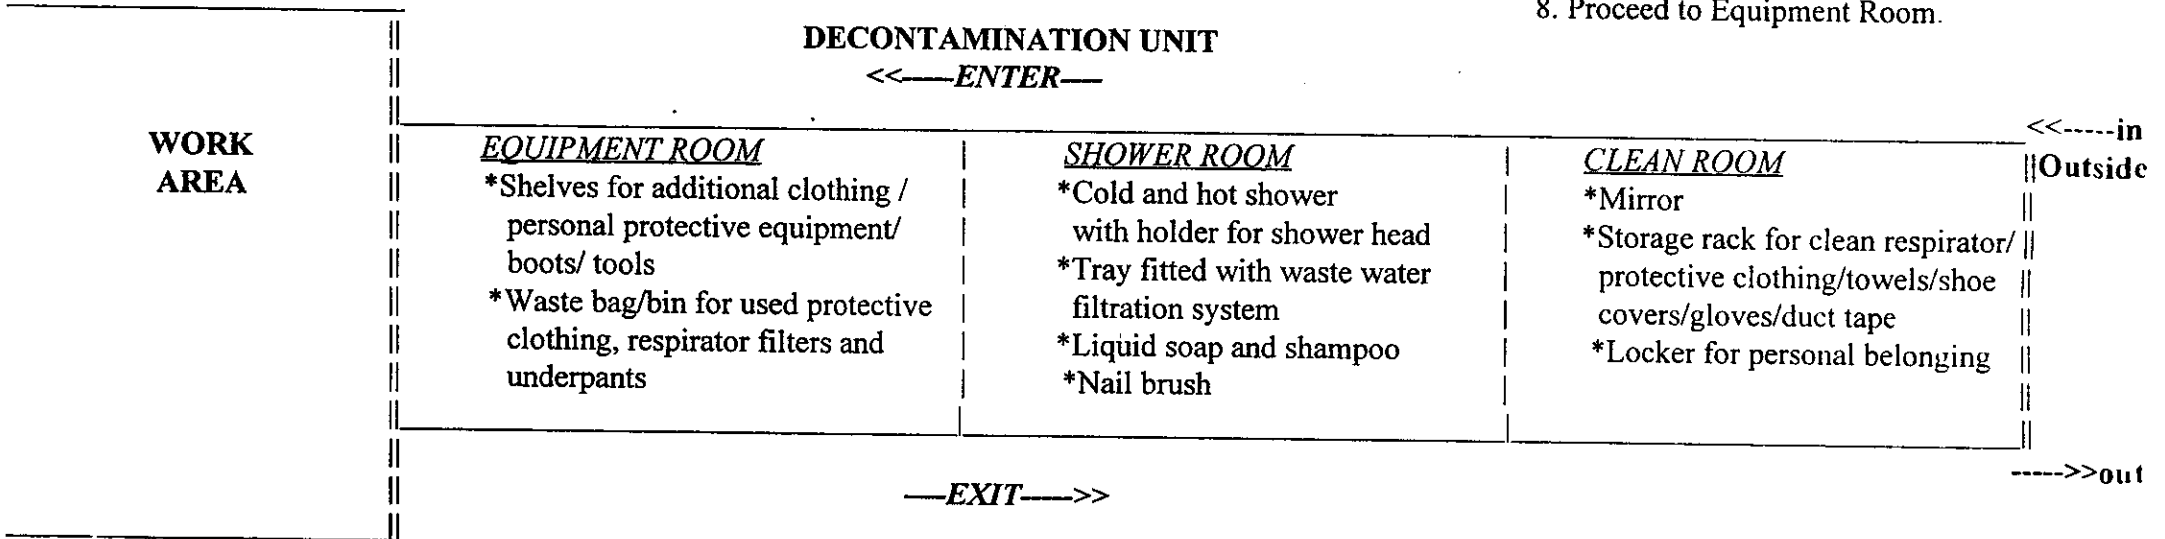 8. Proceed to Equipment Room.
DECONTAMINATION UNIT
<<-----ENTER----
WORK
AREA
EQUIPMENT ROOM
*Shelves for additional clothing /
personal protective equipment/
boots/ tools
*Waste bag/bin for used protective
clothing, respirator filters and
underpants
SHOWER ROOM
*Cold and hot shower
with holder for shower head
*Tray fitted with waste water
filtration system
*Liquid soap and shampoo
*Nail brush
CLEAN ROOM
*Mirror
*Storage rack for clean respirator/
protective clothing/towels/shoe
covers/gloves/duct tape
*Locker for personal belonging
<<-----in
Outside
----->>out
----EXIT----->>